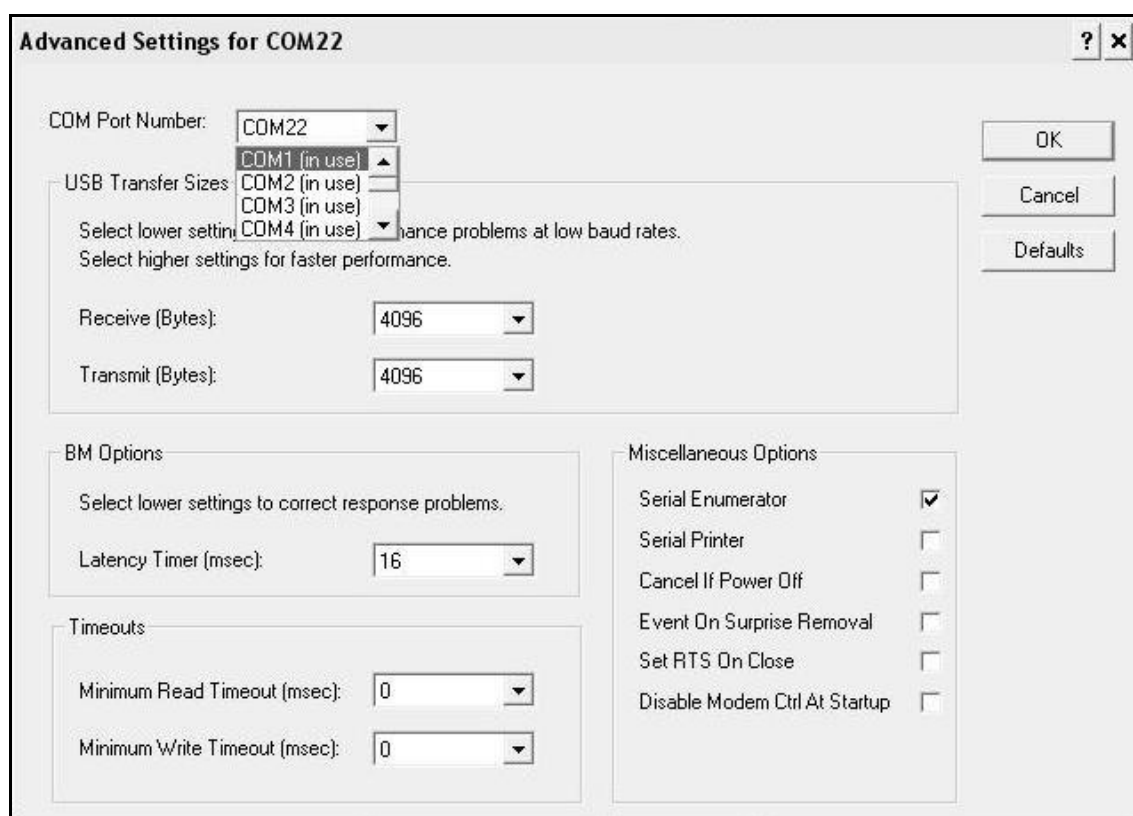 Advanced Settings for COM22
? ×
COM Port Number:
COM22
COM1 (in use)
COM2 (in use)
COM3 (in use)
COM4 (in use)
OK
Cancel
Defaults
USB Transfer Sizes
Select lower settin mance problems at low baud rates.
Select higher settings for faster performance.
Receive (Bytes): 4096
Transmit (Bytes): 4096
BM Options
Select lower settings to correct response problems.
Latency Timer (msec): 16
Timeouts
Minimum Read Timeout (msec): 0
Minimum Write Timeout (msec): 0
Miscellaneous Options
Serial Enumerator
Serial Printer
Cancel If Power Off
Event On Surprise Removal
Set RTS On Close
Disable Modem Ctrl At Startup